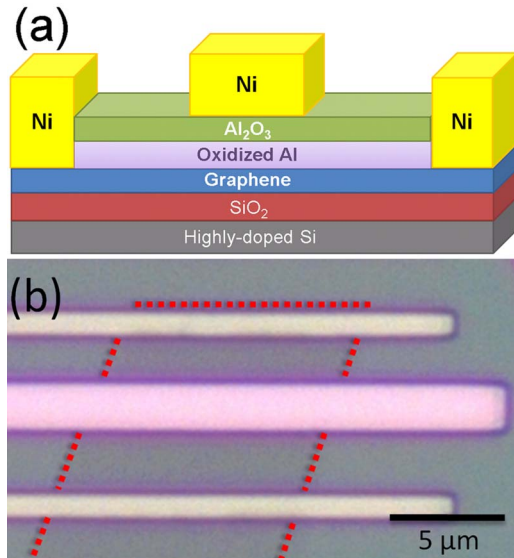 (a)
Ni
Ni
Ni
Al₂O₃
Oxidized Al
Graphene
SiO₂
Highly-doped Si
(b)
5 μm